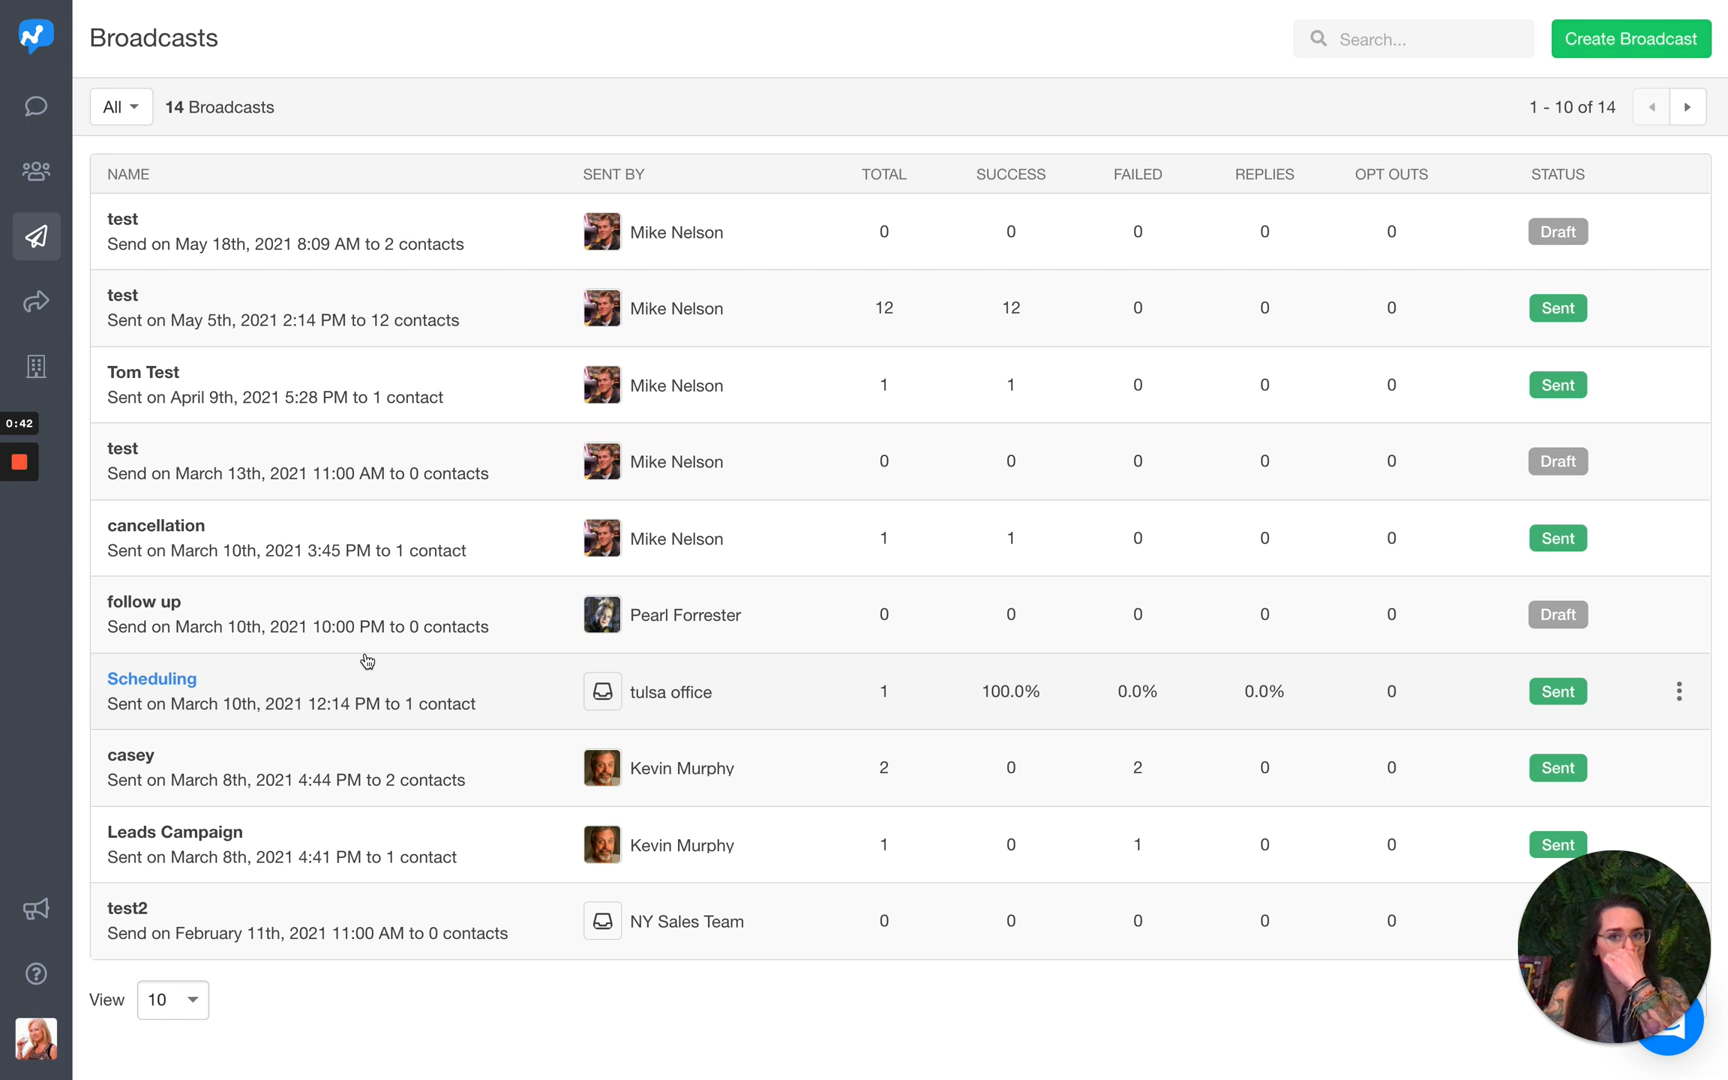 Broadcasts
Search...
Create Broadcast
All
14 Broadcasts
1 - 10 of 14
NAME SENT BY TOTAL SUCCESS FAILED REPLIES OPT OUTS STATUS
test
Send on May 18th, 2021 8:09 AM to 2 contacts
Mike Nelson 0 0 0 0 0 Draft
test
Sent on May 5th, 2021 2:14 PM to 12 contacts
Mike Nelson 12 12 0 0 0 Sent
Tom Test
Sent on April 9th, 2021 5:28 PM to 1 contact
Mike Nelson 1 1 0 0 0 Sent
0:42
test
Send on March 13th, 2021 11:00 AM to 0 contacts
Mike Nelson 0 0 0 0 0 Draft
cancellation
Sent on March 10th, 2021 3:45 PM to 1 contact
Mike Nelson 1 1 0 0 0 Sent
follow up
Send on March 10th, 2021 10:00 PM to 0 contacts
Pearl Forrester 0 0 0 0 0 Draft
Scheduling
Sent on March 10th, 2021 12:14 PM to 1 contact
tulsa office 1 100.0% 0.0% 0.0% 0 Sent
casey
Sent on March 8th, 2021 4:44 PM to 2 contacts
Kevin Murphy 2 0 2 0 0 Sent
Leads Campaign
Sent on March 8th, 2021 4:41 PM to 1 contact
Kevin Murphy 1 0 1 0 0 Sent
test2
Send on February 11th, 2021 11:00 AM to 0 contacts
NY Sales Team 0 0 0 0 0
View 10